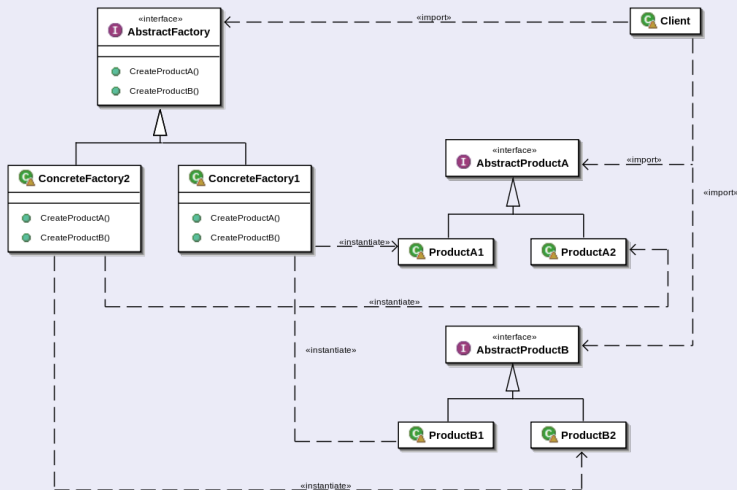 «interface»
AbstractFactory
CreateProductA()
CreateProductB()
«import»
Client
ConcreteFactory2
CreateProductA()
CreateProductB()
ConcreteFactory1
CreateProductA()
CreateProductB()
«interface»
AbstractProductA
«import»
«import»
«instantiate»
ProductA1
ProductA2
«instantiate»
«interface»
AbstractProductB
«instantiate»
ProductB1
ProductB2
«instantiate»